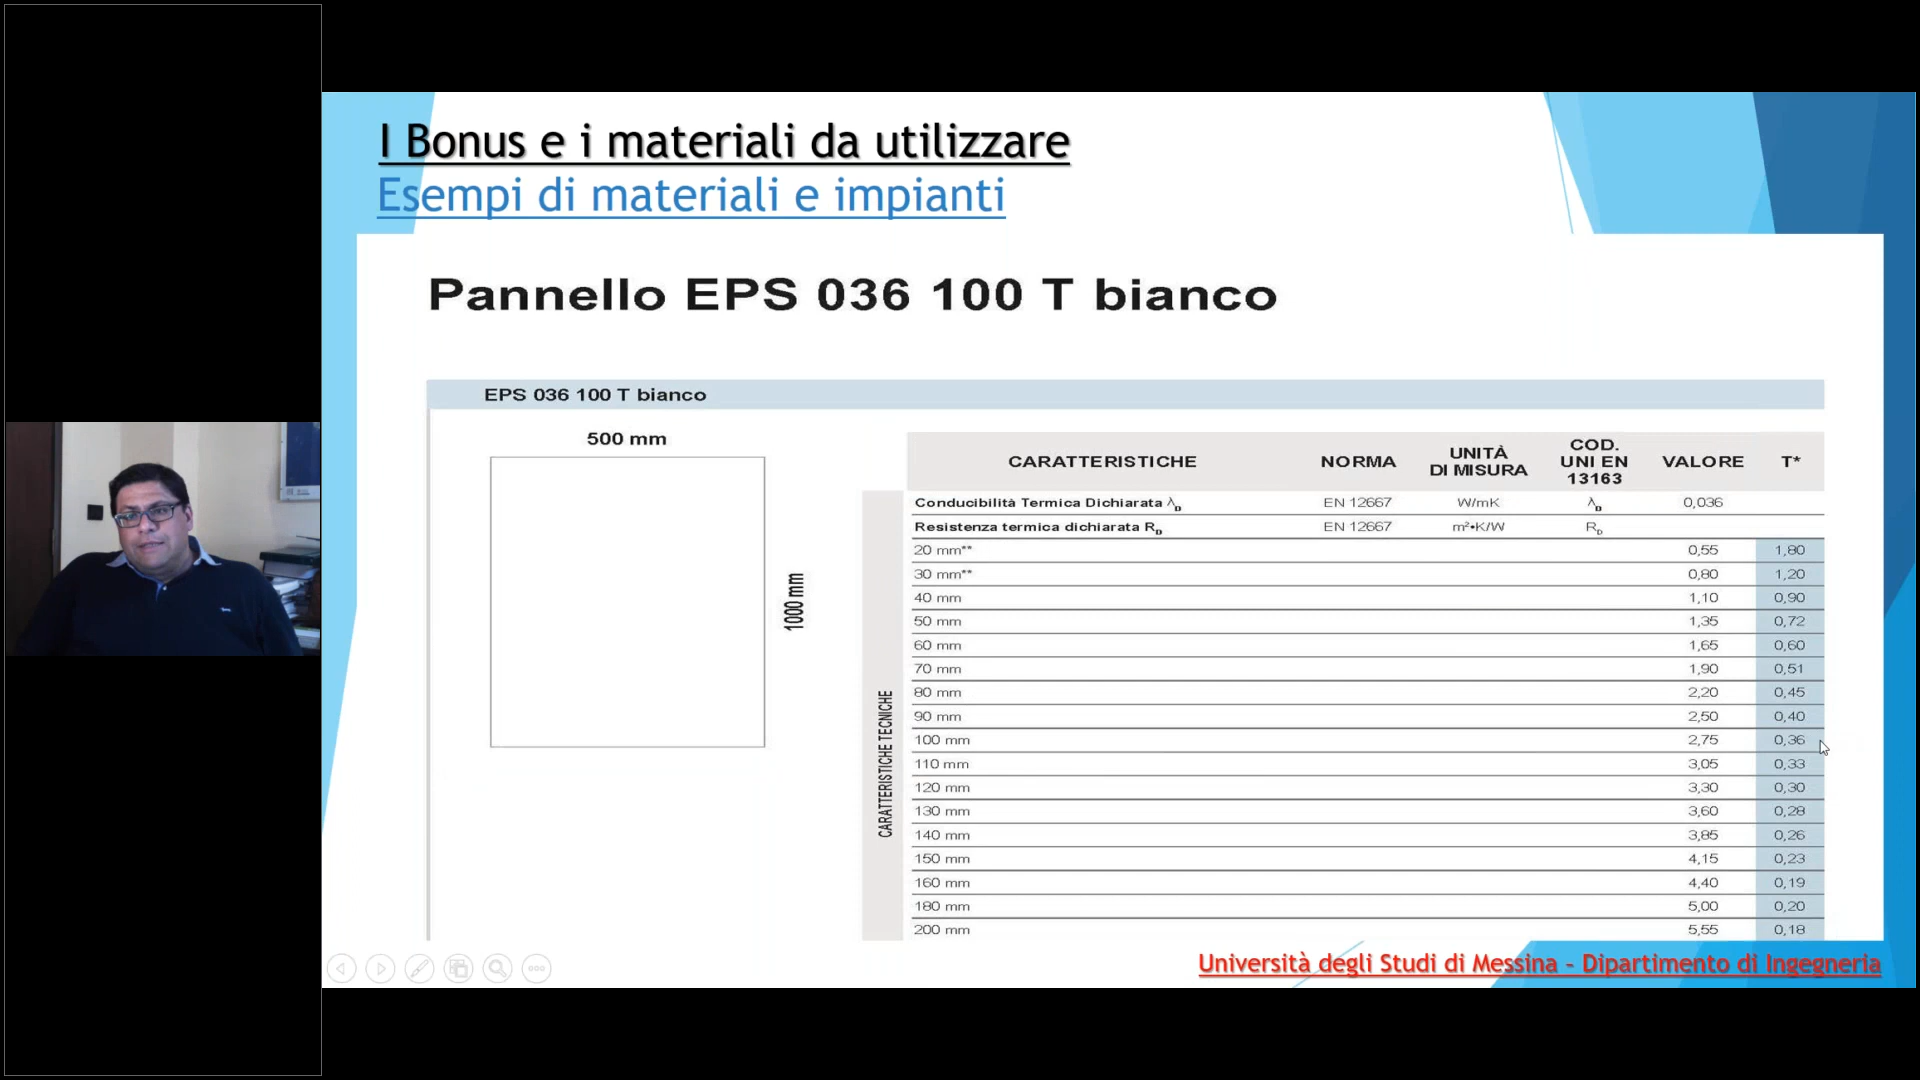 I Bonus e i materiali da utilizzare
Esempi di materiali e impianti
Pannello EPS 036 100 T bianco
EPS 036 100 T bianco
500 mm
1000 mm
CARATTERISTICHE TECNICHE
CARATTERISTICHE NORMA UNITÀ DI MISURA COD. UNI EN 13163 VALORE T*
Conducibilità Termica Dichiarata λD EN 12667 W/mK λD 0,036
Resistenza termica dichiarata RD EN 12667 m²•K/W RD
20 mm** 0,55 1,80
30 mm** 0,80 1,20
40 mm 1,10 0,90
50 mm 1,35 0,72
60 mm 1,65 0,60
70 mm 1,90 0,51
80 mm 2,20 0,45
90 mm 2,50 0,40
100 mm 2,75 0,36
110 mm 3,05 0,33
120 mm 3,30 0,30
130 mm 3,60 0,28
140 mm 3,85 0,26
150 mm 4,15 0,23
160 mm 4,40 0,19
180 mm 5,00 0,20
200 mm 5,55 0,18
Università degli Studi di Messina – Dipartimento di Ingegneria